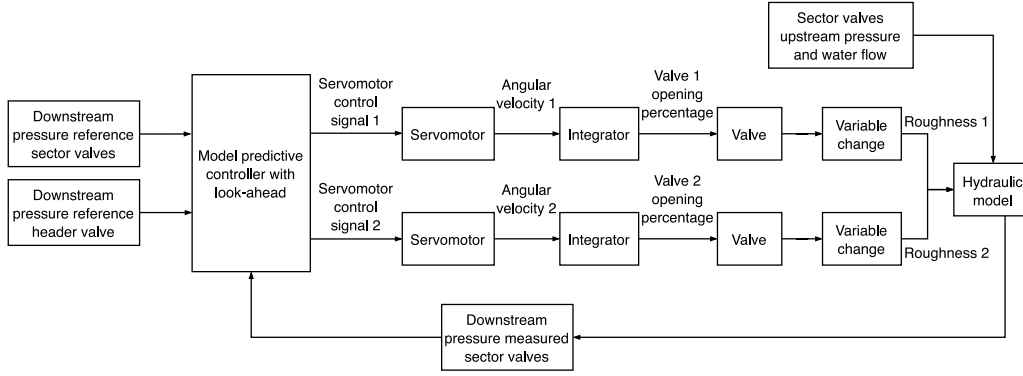 Sector valves
upstream pressure
and water flow
Downstream
pressure reference
sector valves
Downstream
pressure reference
header valve
Model predictive
controller with
look-ahead
Servomotor
control
signal 1
Servomotor
Angular
velocity 1
Integrator
Valve 1
opening
percentage
Valve
Variable
change
Roughness 1
Servomotor
control
signal 2
Servomotor
Angular
velocity 2
Integrator
Valve 2
opening
percentage
Valve
Variable
change
Roughness 2
Hydraulic
model
Downstream
pressure measured
sector valves